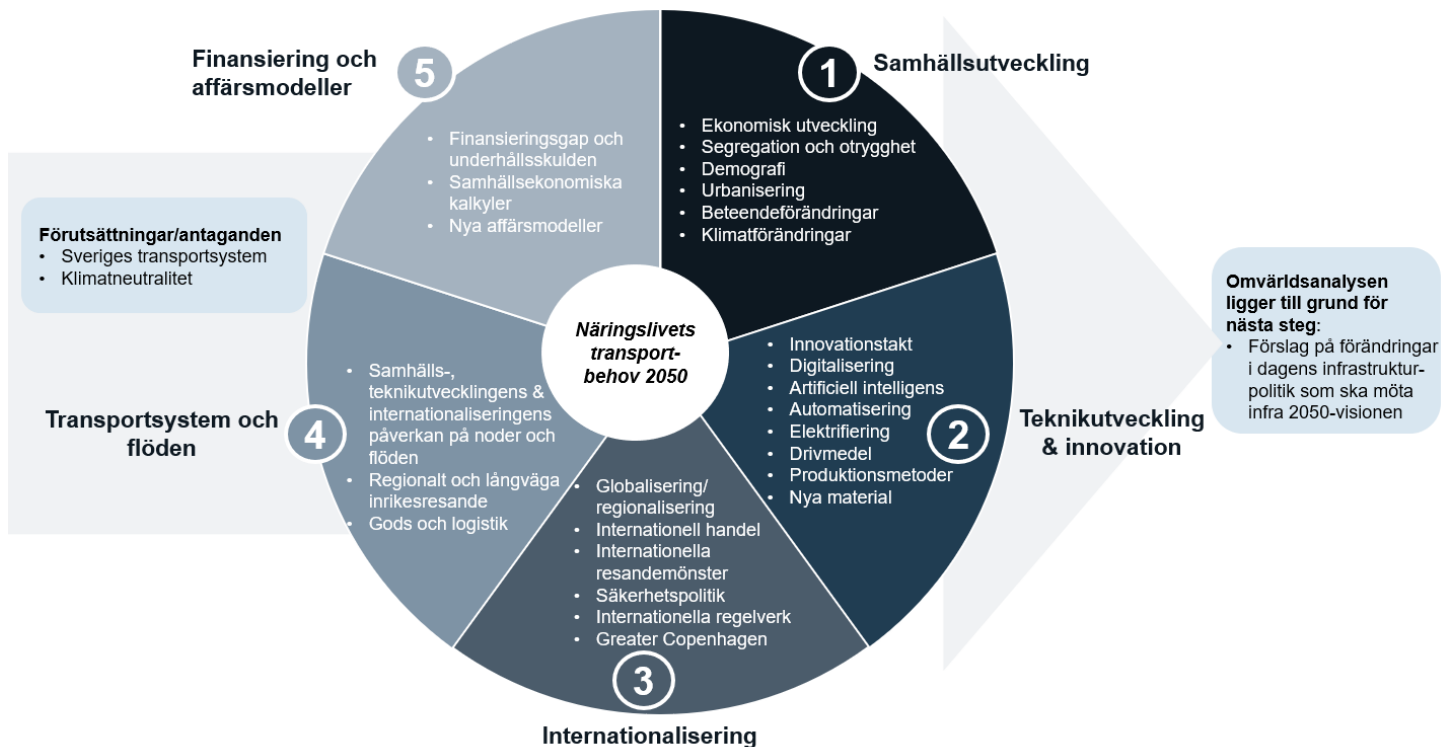 Finansiering och
affärsmodeller
5
• Finansieringsgap och
underhållsskulden
• Samhällsekonomiska
kalkyler
• Nya affärsmodeller
1
Samhällsutveckling
• Ekonomisk utveckling
• Segregation och otrygghet
• Demografi
• Urbanisering
• Beteendeförändringar
• Klimatförändringar
Förutsättningar/antaganden
• Sveriges transportsystem
• Klimatneutralitet
Näringslivets
transport-
behov 2050
• Innovationstakt
• Digitalisering
• Artificiell intelligens
• Automatisering
• Elektrifiering
• Drivmedel
• Produktionsmetoder
• Nya material
2
Teknikutveckling
& innovation
Omvärldsanalysen
ligger till grund för
nästa steg:
• Förslag på förändringar
i dagens infrastruktur-
politik som ska möta
infra 2050-visionen
Transportsystem och
flöden
4
• Samhälls-,
teknikutvecklingens &
internationaliseringens
påverkan på noder och
flöden
• Regionalt och långväga
inrikesresande
• Gods och logistik
• Globalisering/
regionalisering
• Internationell handel
• Internationella
resandemönster
• Säkerhetspolitik
• Internationella regelverk
• Greater Copenhagen
3
Internationalisering